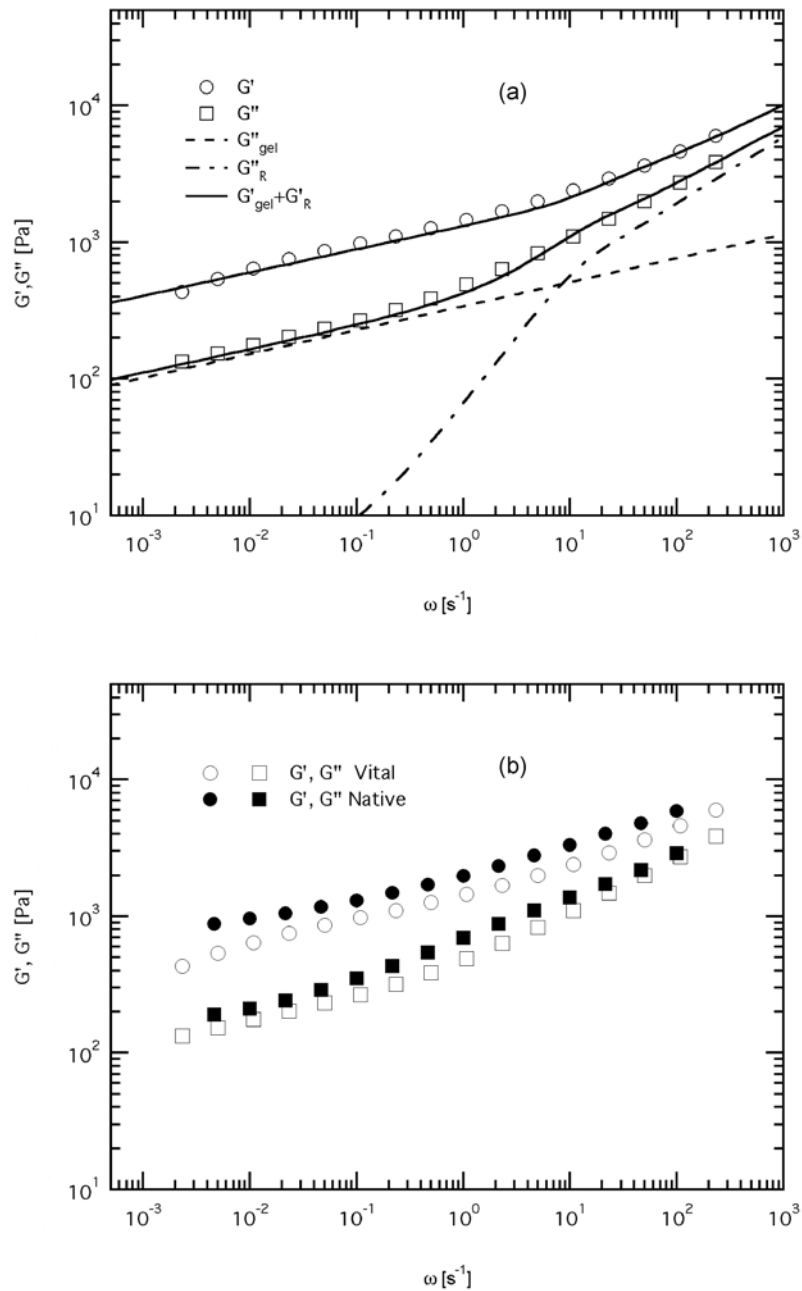 (a)
G'
G''
G''gel
G''R
G'gel+G'R
10^4
10^3
10^2
10^1
G',G'' [Pa]
10^-3 10^-2 10^-1 10^0 10^1 10^2 10^3
ω [s^-1]
(b)
G', G'' Vital
G', G'' Native
10^4
10^3
10^2
10^1
G', G'' [Pa]
10^-3 10^-2 10^-1 10^0 10^1 10^2 10^3
ω [s^-1]